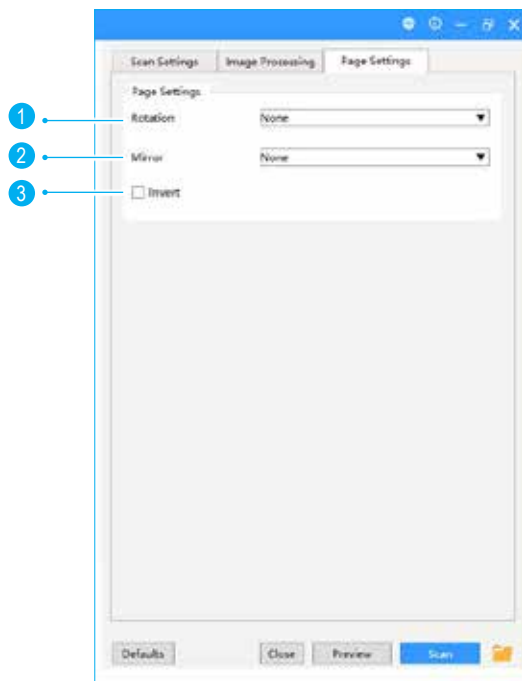 Scan Settings Image Processing Page Settings
Page Settings
1 Rotation None
2 Mirror None
3 Invert
Defaults Close Preview Scan